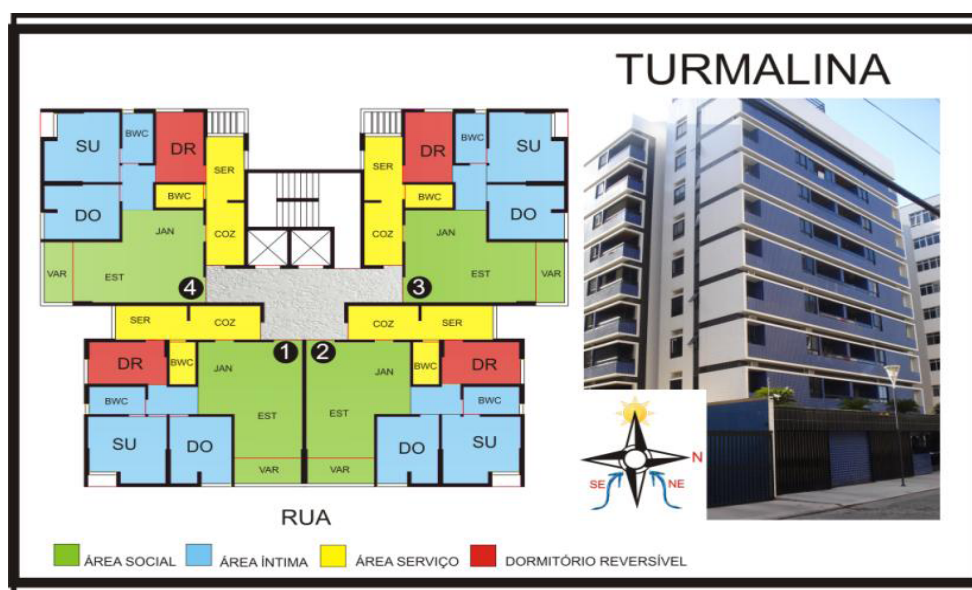 TURMALINA
SU
BWC
DR
SER
BWC
DO
COZ
JAN
VAR
EST
4
SER
DR
BWC
SU
BWC
DO
COZ
JAN
EST
VAR
3
SER
COZ
COZ
SER
1
2
DR
BWC
JAN
JAN
BWC
DR
BWC
EST
EST
BWC
SU
DO
DO
SU
VAR
VAR
N
SE
NE
RUA
ÁREA SOCIAL
ÁREA ÍNTIMA
ÁREA SERVIÇO
DORMITÓRIO REVERSÍVEL